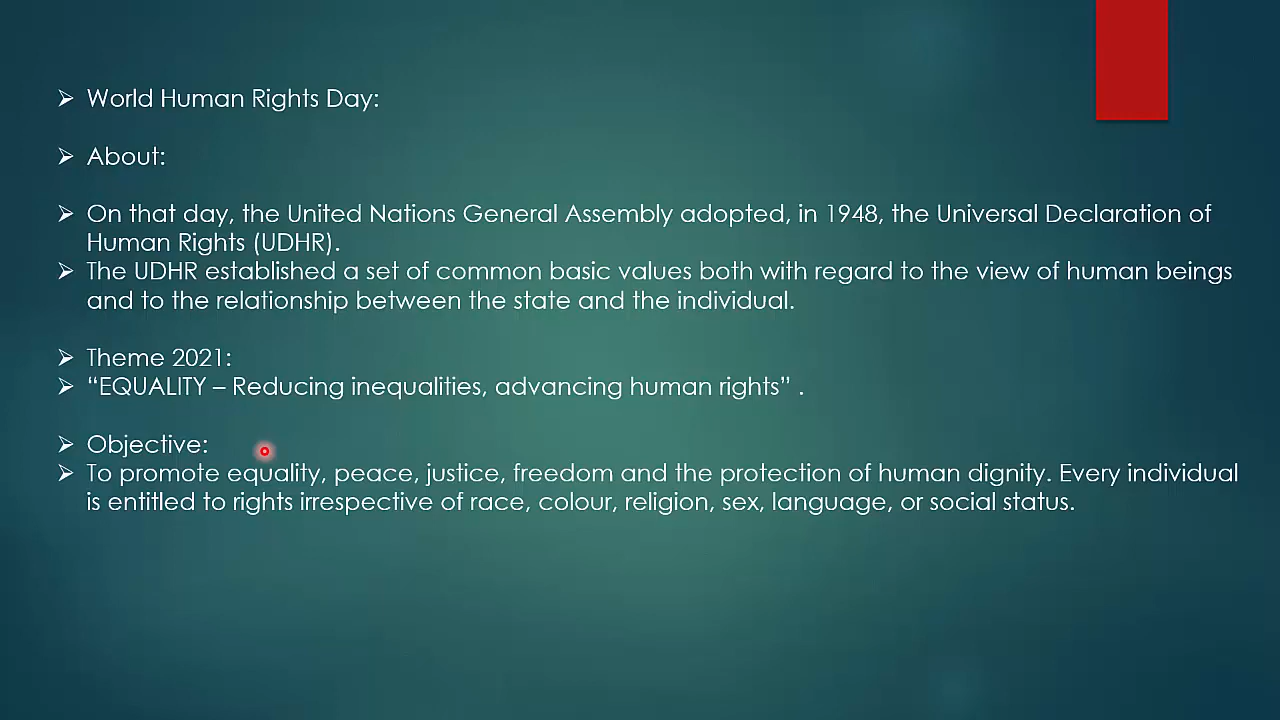 World Human Rights Day:
About:
On that day, the United Nations General Assembly adopted, in 1948, the Universal Declaration of
Human Rights (UDHR).
The UDHR established a set of common basic values both with regard to the view of human beings
and to the relationship between the state and the individual.
Theme 2021:
“EQUALITY – Reducing inequalities, advancing human rights” .
Objective:
To promote equality, peace, justice, freedom and the protection of human dignity. Every individual
is entitled to rights irrespective of race, colour, religion, sex, language, or social status.